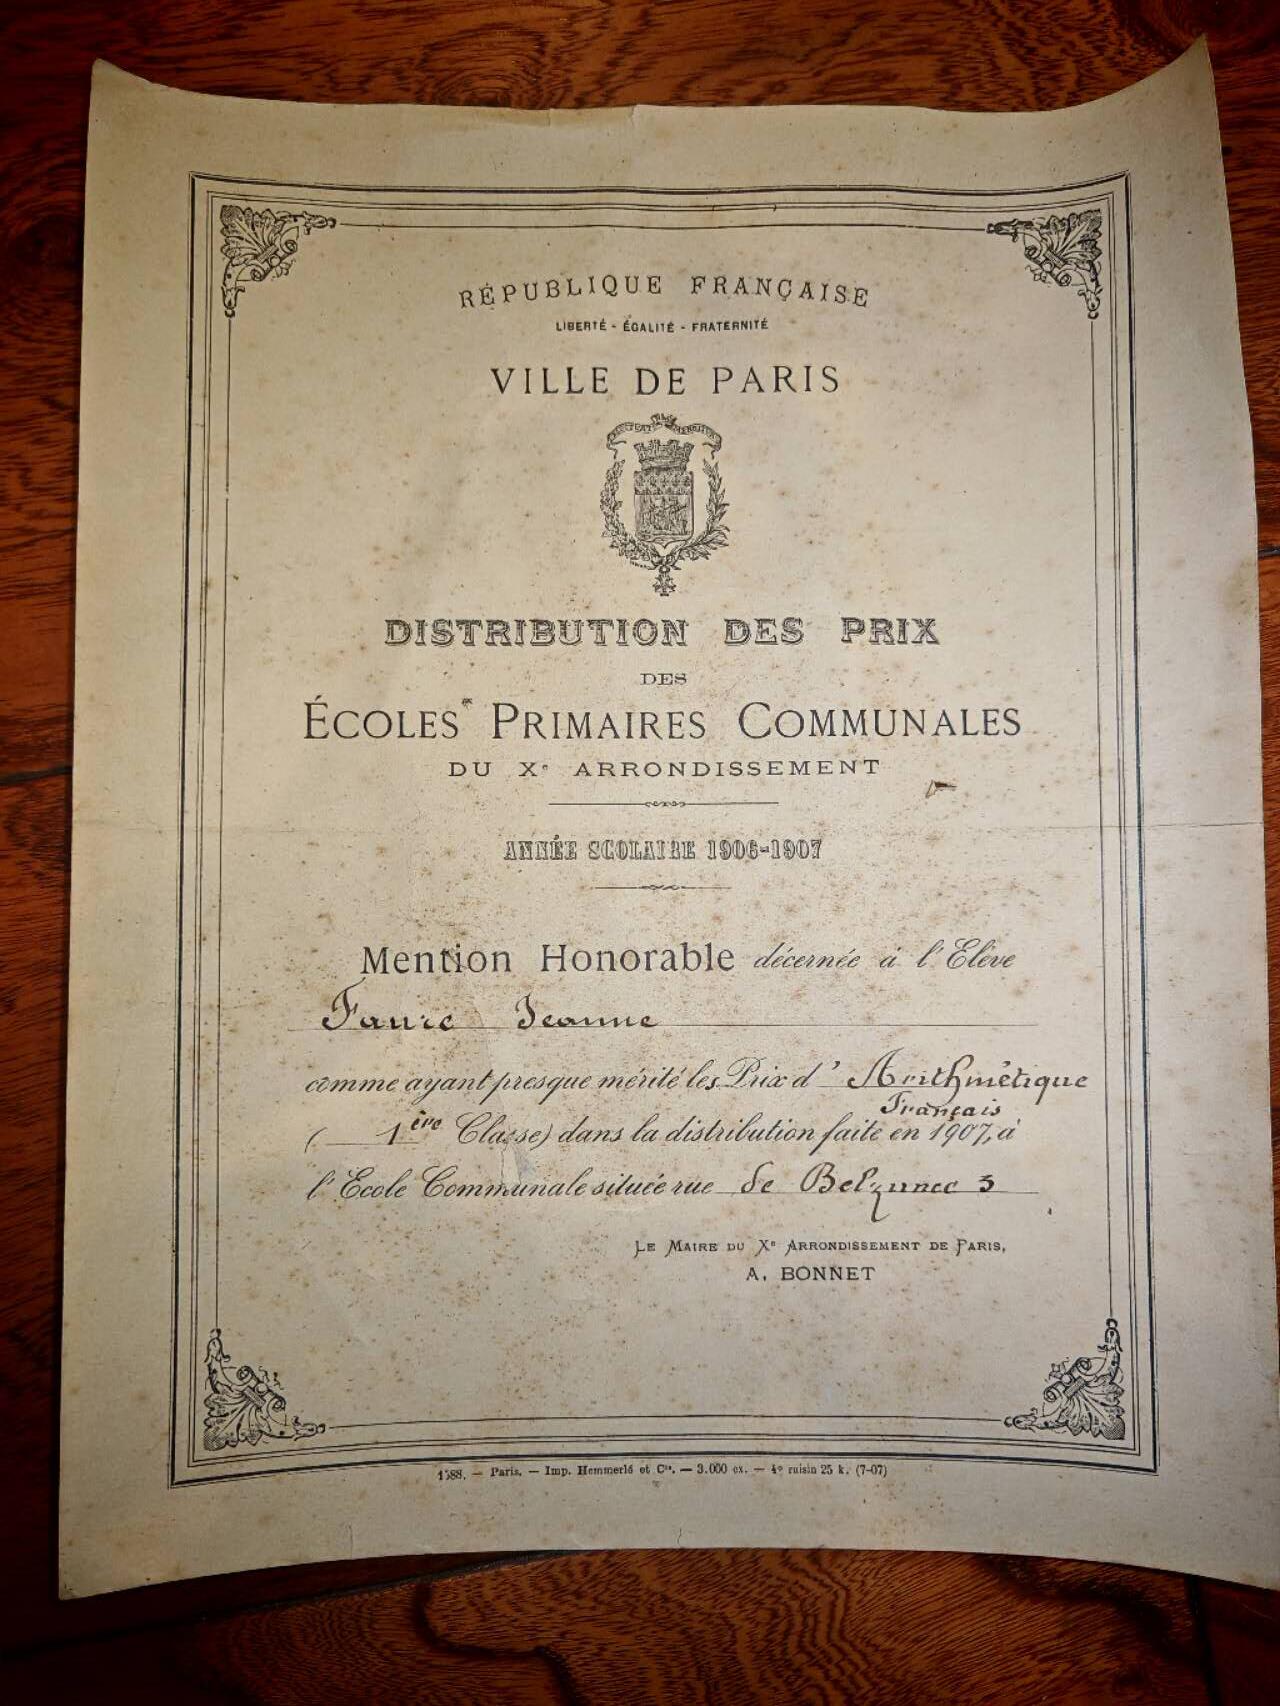 RÉPUBLIQUE FRANÇAISE
LIBERTÉ - ÉGALITÉ - FRATERNITÉ
VILLE DE PARIS
DISTRIBUTION DES PRIX
DES
ÉCOLES PRIMAIRES COMMUNALES
DU Xe ARRONDISSEMENT
ANNÉE SCOLAIRE 1906-1907
Mention Honorable décernée à l'Elève
Faure Jeanne
comme ayant presque mérité les Prix d' Arithmétique
Français
( 1ère Classe) dans la distribution faite en 1907, à
l'Ecole Communale située rue de Belzunce 3
LE MAIRE DU Xe ARRONDISSEMENT DE PARIS,
A. BONNET
Paris. — Imp. Hemmerlé et Cie. — 3.000 ex. — 4º raisin 25 k. (7-07)